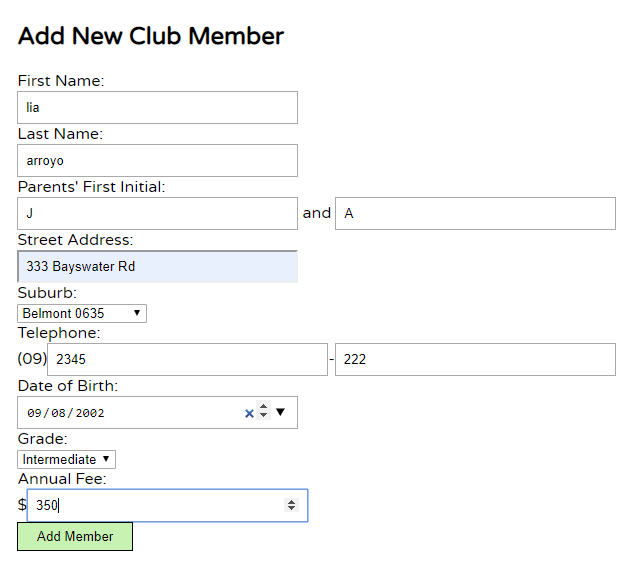 Add New Club Member
First Name:
lia
Last Name:
arroyo
Parents' First Initial:
J and A
Street Address:
333 Bayswater Rd
Suburb:
Belmont 0635
Telephone:
(09) 2345 - 222
Date of Birth:
09/08/2002
Grade:
Intermediate
Annual Fee:
$ 350
Add Member